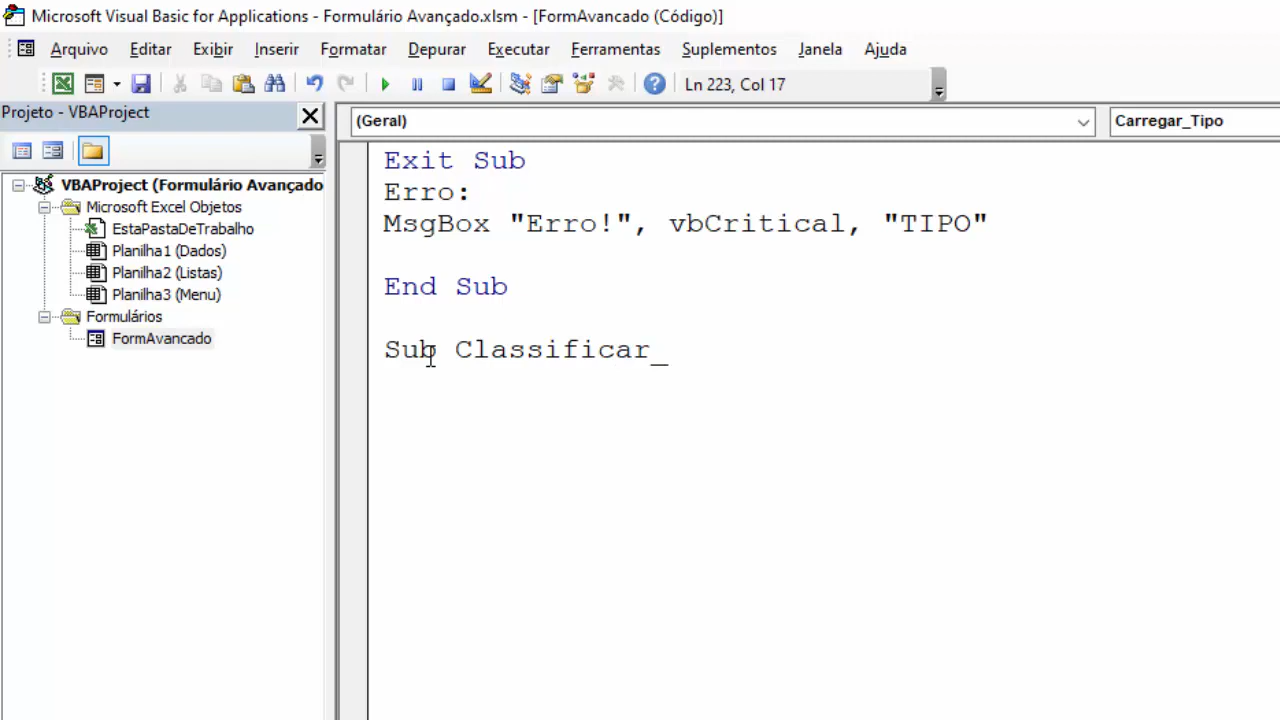 Microsoft Visual Basic for Applications - Formulário Avançado.xlsm - [FormAvancado (Código)]
Arquivo Editar Exibir Inserir Formatar Depurar Executar Ferramentas Suplementos Janela Ajuda
Ln 223, Col 17
Projeto - VBAProject
(Geral)
Carregar_Tipo
VBAProject (Formulário Avançado
Microsoft Excel Objetos
EstaPastaDeTrabalho
Planilha1 (Dados)
Planilha2 (Listas)
Planilha3 (Menu)
Formulários
FormAvancado
Exit Sub
Erro:
MsgBox "Erro!", vbCritical, "TIPO"
End Sub
Sub Classificar_